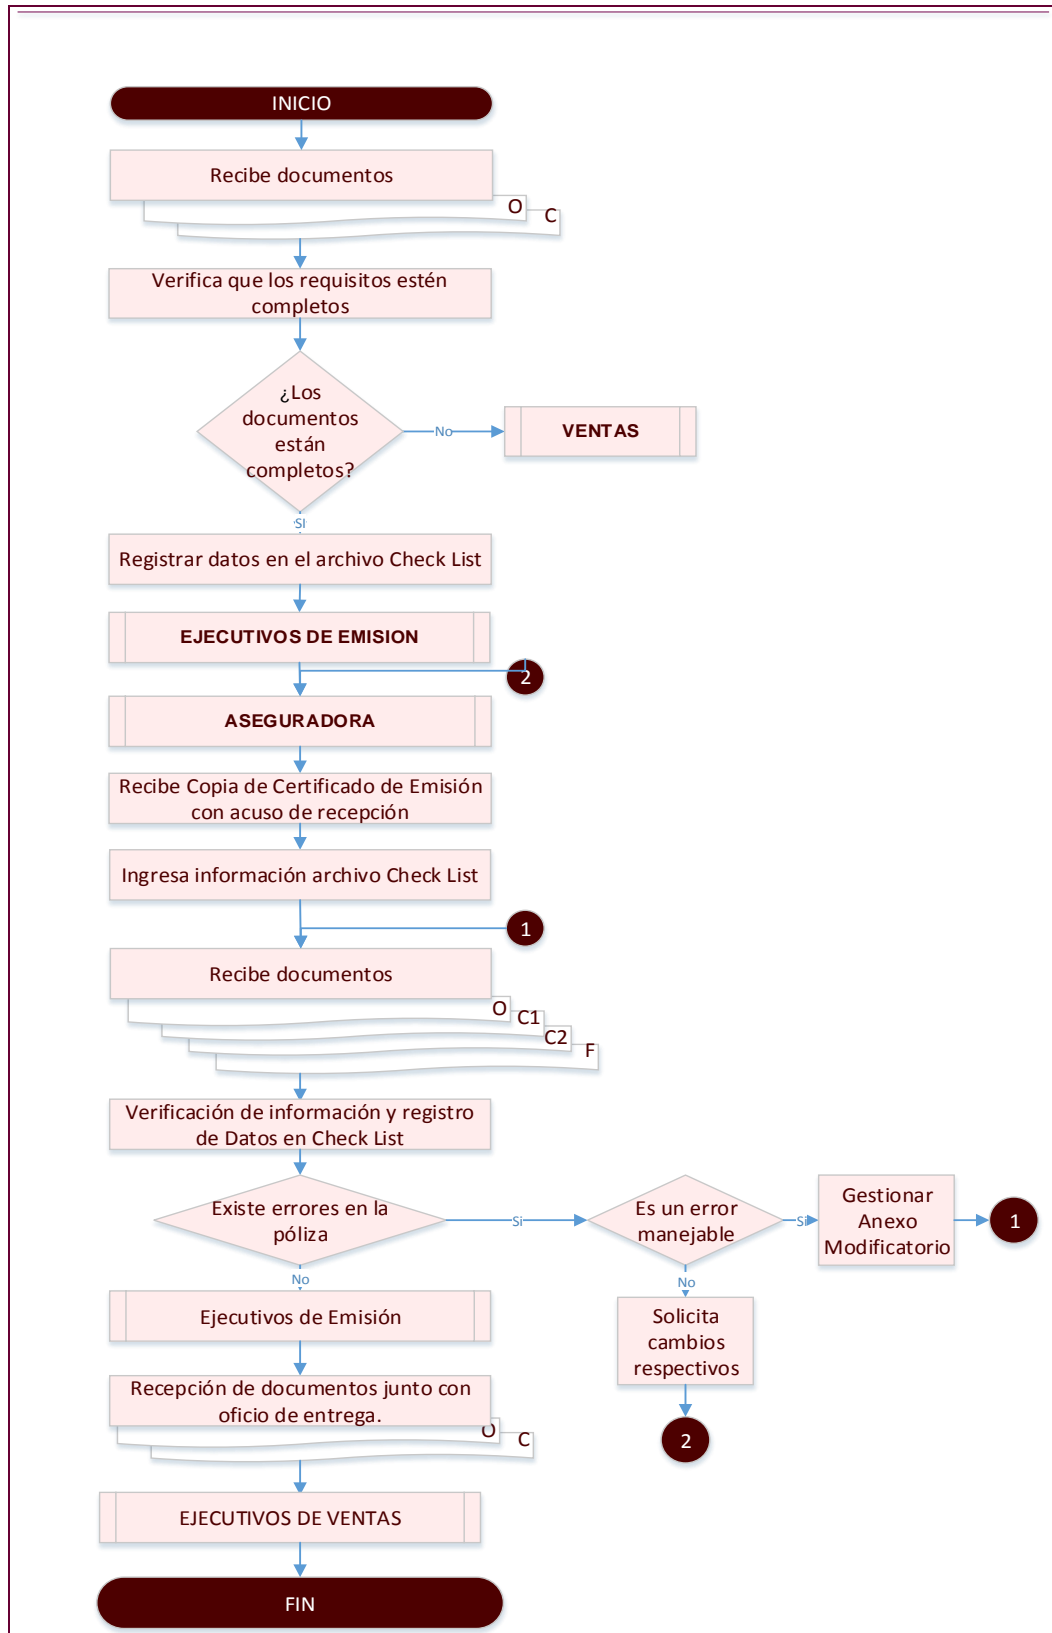 INICIO
Recibe documentos
O
C
Verifica que los requisitos estén
completos
¿Los
documentos
están
completos?
No
VENTAS
SI
Registrar datos en el archivo Check List
EJECUTIVOS DE EMISION
2
ASEGURADORA
Recibe Copia de Certificado de Emisión
con acuso de recepción
Ingresa información archivo Check List
1
Recibe documentos
O
C1
C2
F
Verificación de información y registro
de Datos en Check List
Existe errores en la
póliza
Si
Es un error
manejable
Si
Gestionar
Anexo
Modificatorio
1
No
No
Ejecutivos de Emisión
Solicita
cambios
respectivos
Recepción de documentos junto con
oficio de entrega.
O
C
2
EJECUTIVOS DE VENTAS
FIN